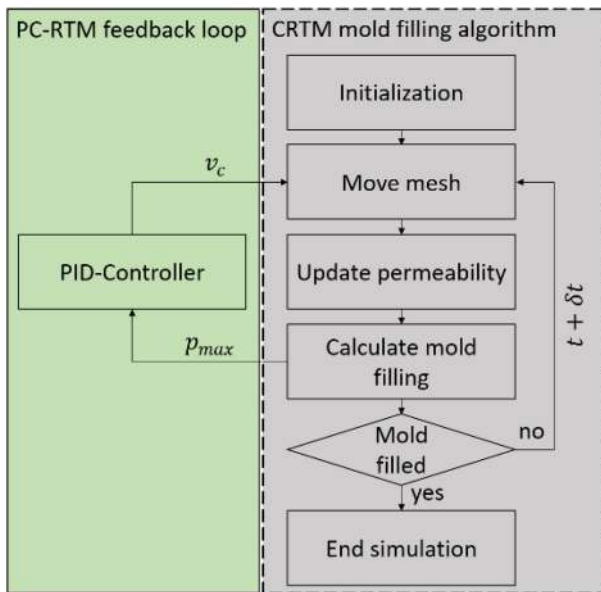 PC-RTM feedback loop
CRTM mold filling algorithm
Initialization
v_c
Move mesh
PID-Controller
Update permeability
t + δt
p_max
Calculate mold
filling
Mold
filled
no
yes
End simulation